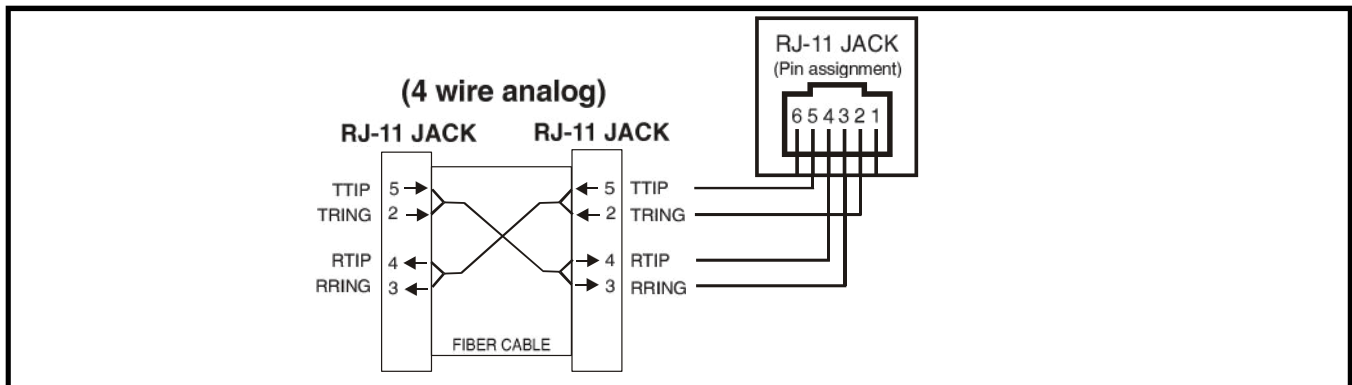 RJ-11 JACK
(Pin assignment)
6 5 4 3 2 1
(4 wire analog)
RJ-11 JACK RJ-11 JACK
TTIP 5 5 TTIP
TRING 2 2 TRING
RTIP 4 4 RTIP
RRING 3 3 RRING
FIBER CABLE